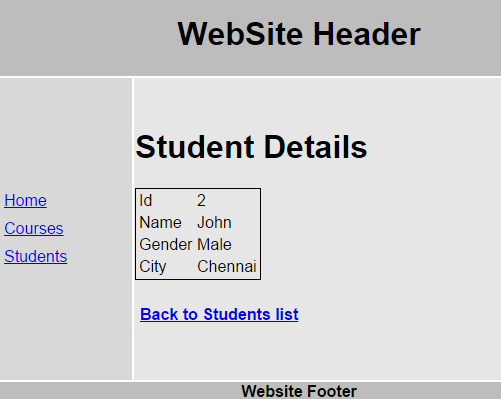 WebSite Header
Home
Courses
Students
Student Details
Id 2
Name John
Gender Male
City Chennai
Back to Students list
Website Footer